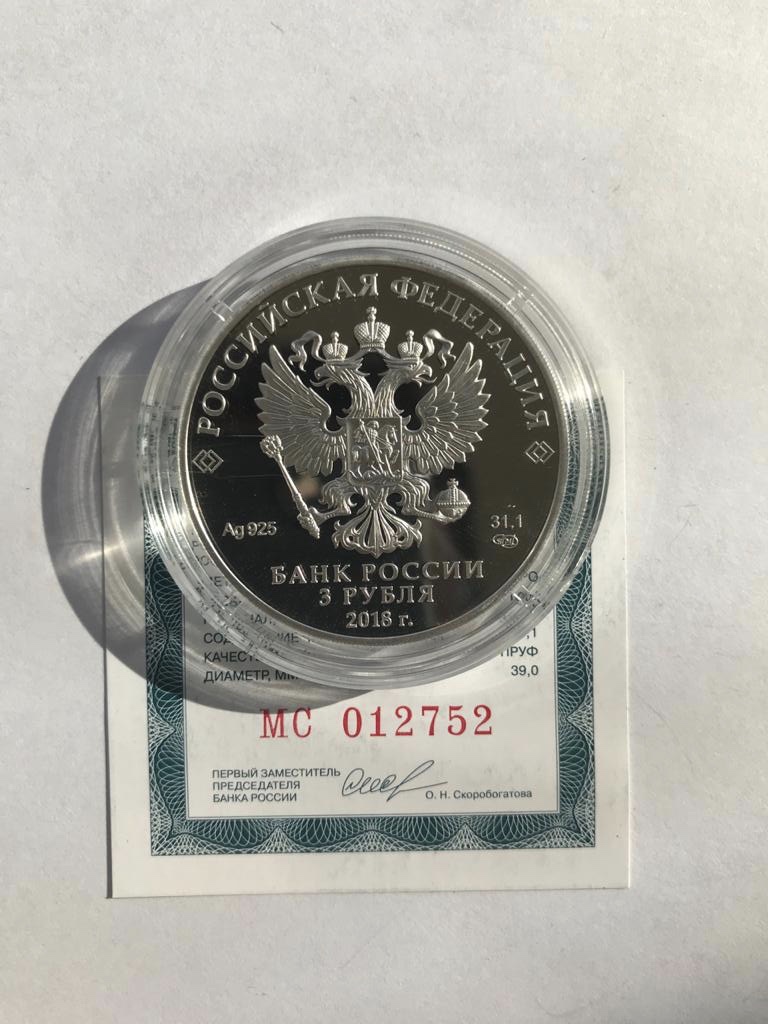 РОССИЙСКАЯ ФЕДЕРАЦИЯ
Ag 925
31,1
БАНК РОССИИ
3 РУБЛЯ
2018 г.
ПРУФ
ДИАМЕТР, ММ
39,0
МС 012752
ПЕРВЫЙ ЗАМЕСТИТЕЛЬ
ПРЕДСЕДАТЕЛЯ
БАНКА РОССИИ
О. Н. Скоробогатова